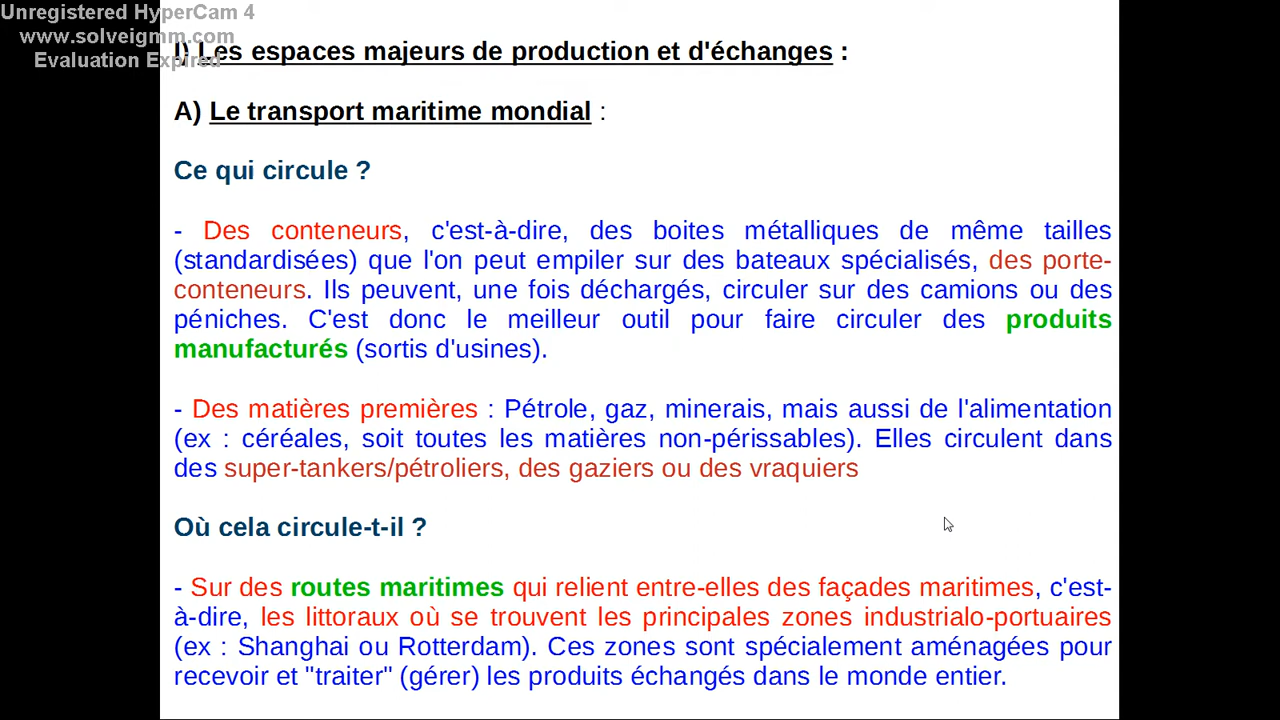 Unregistered HyperCam 4
www.solveigmm.com
Evaluation Expired
I) Les espaces majeurs de production et d'échanges :
A) Le transport maritime mondial :
Ce qui circule ?
- Des conteneurs, c'est-à-dire, des boites métalliques de même tailles
(standardisées) que l'on peut empiler sur des bateaux spécialisés, des porte-
conteneurs. Ils peuvent, une fois déchargés, circuler sur des camions ou des
péniches. C'est donc le meilleur outil pour faire circuler des produits
manufacturés (sortis d'usines).
- Des matières premières : Pétrole, gaz, minerais, mais aussi de l'alimentation
(ex : céréales, soit toutes les matières non-périssables). Elles circulent dans
des super-tankers/pétroliers, des gaziers ou des vraquiers
Où cela circule-t-il ?
- Sur des routes maritimes qui relient entre-elles des façades maritimes, c'est-
à-dire, les littoraux où se trouvent les principales zones industrialo-portuaires
(ex : Shanghai ou Rotterdam). Ces zones sont spécialement aménagées pour
recevoir et "traiter" (gérer) les produits échangés dans le monde entier.